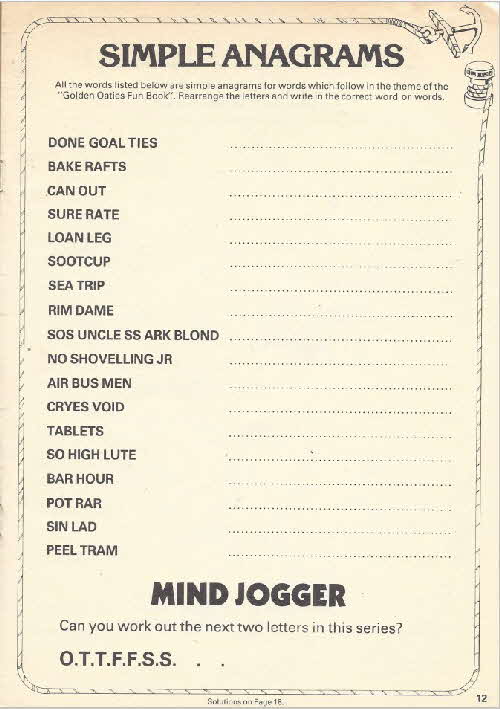 SIMPLE ANAGRAMS
All the words listed below are simple anagrams for words which follow in the theme of the
"Golden Oaties Fun Book". Rearrange the letters and write in the correct word or words.
DONE GOAL TIES
BAKE RAFTS
CAN OUT
SURE RATE
LOAN LEG
SOOTCUP
SEA TRIP
RIM DAME
SOS UNCLE SS ARK BLOND
NO SHOVELLING JR
AIR BUS MEN
CRYES VOID
TABLETS
SO HIGH LUTE
BAR HOUR
POT RAR
SIN LAD
PEEL TRAM
MIND JOGGER
Can you work out the next two letters in this series?
O.T.T.F.F.S.S. . .
Solutions on Page 16.
12